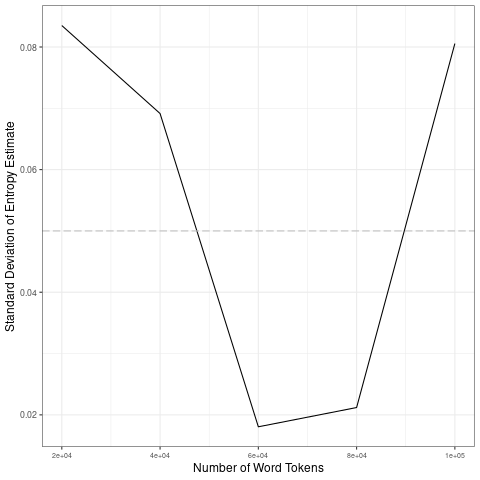 Standard Deviation of Entropy Estimate
0.08
0.06
0.04
0.02
2e+04 4e+04 6e+04 8e+04 1e+05
Number of Word Tokens